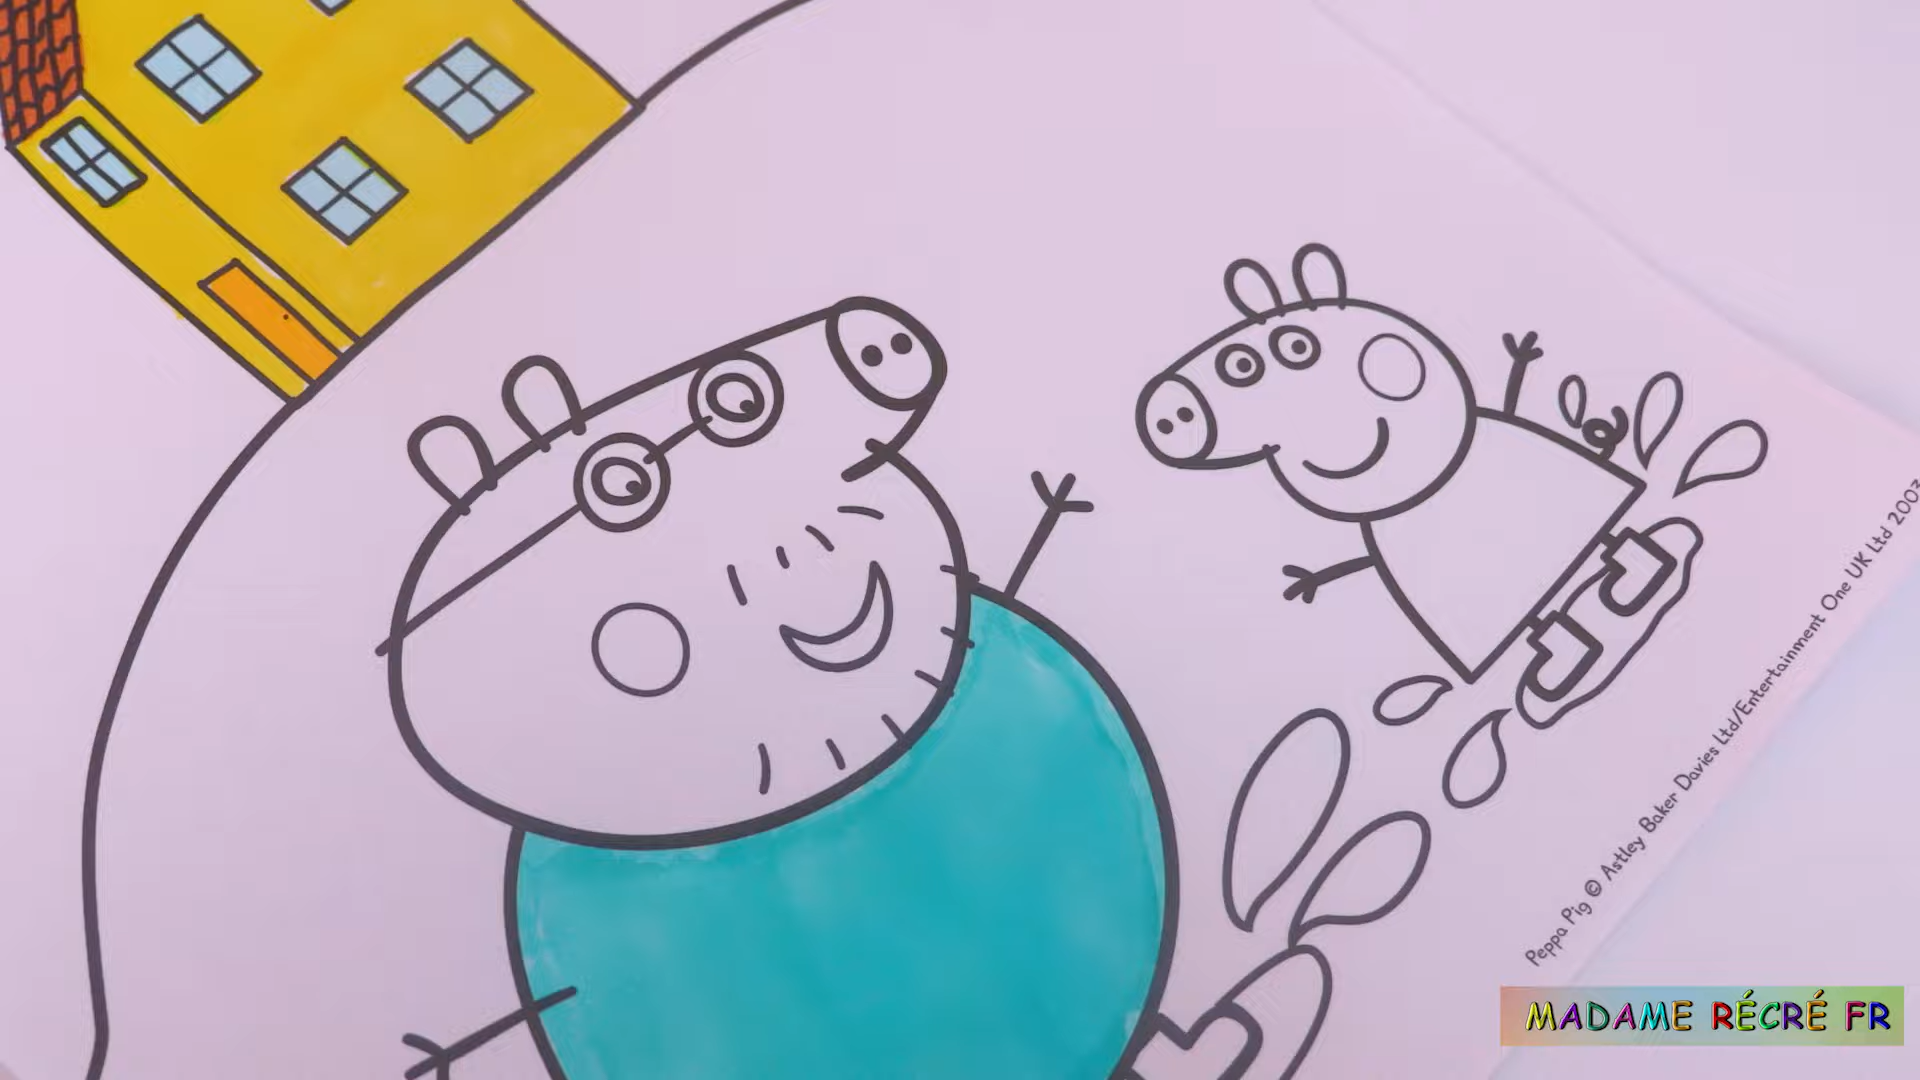 Peppa Pig © Astley Baker Davies Ltd/Entertainment One UK Ltd 2003
MADAME RÉCRÉ FR